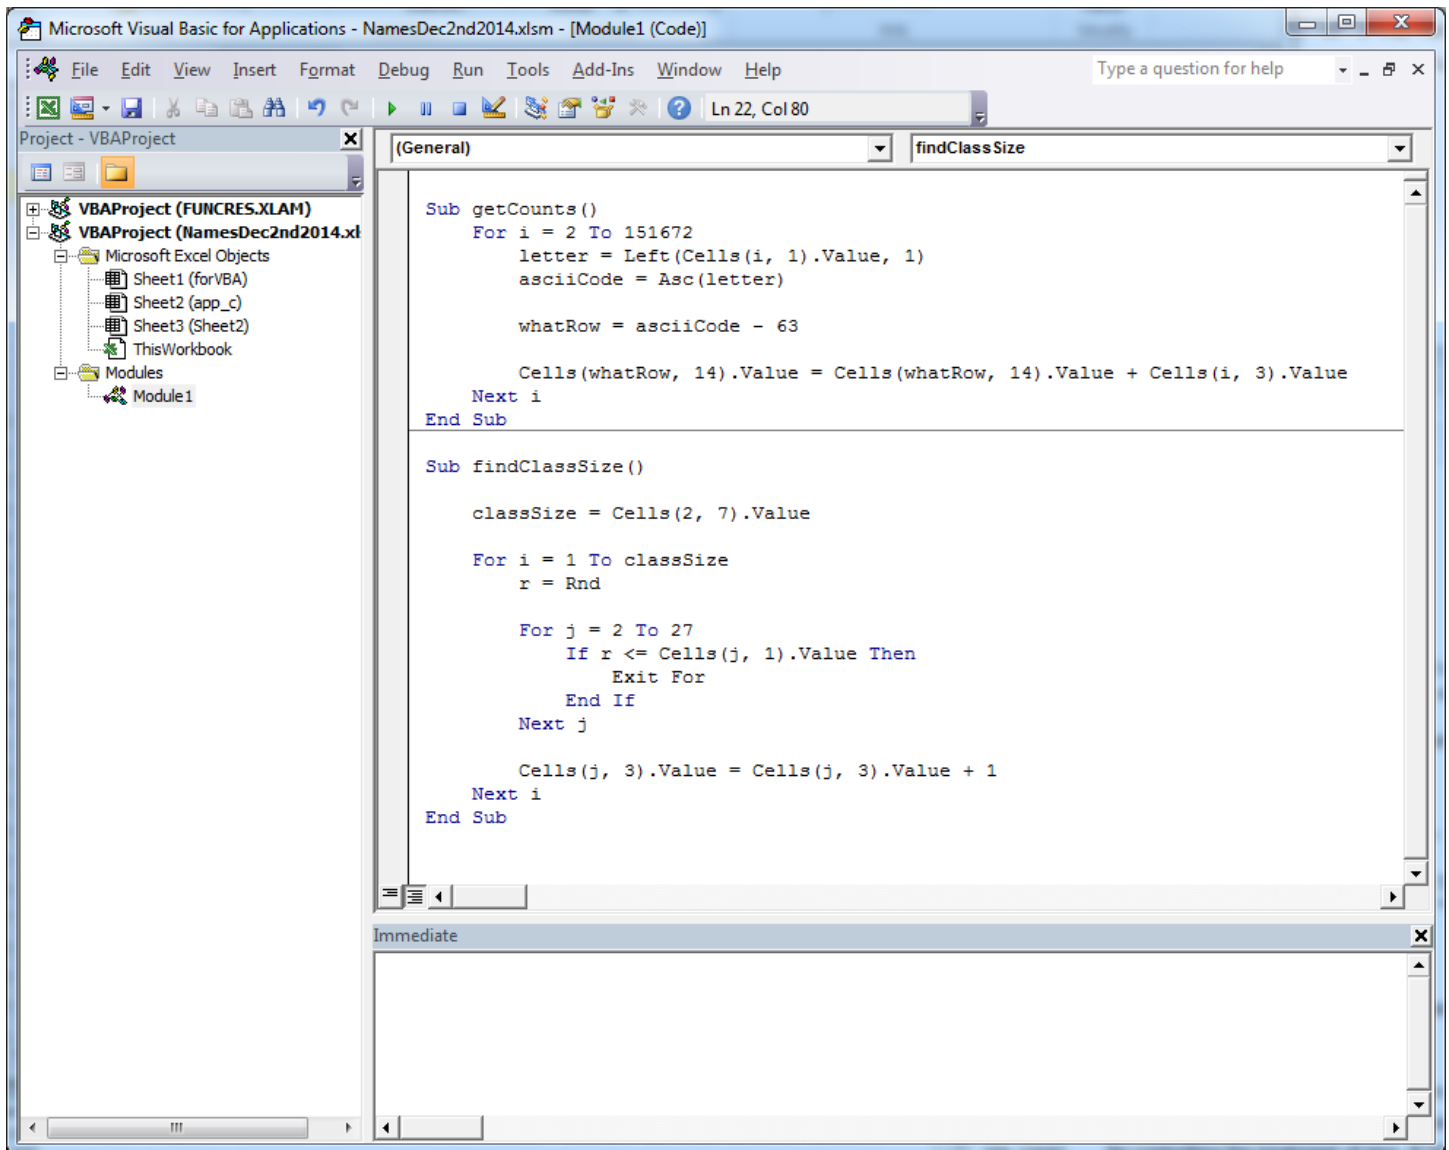 Microsoft Visual Basic for Applications - NamesDec2nd2014.xlsm - [Module1 (Code)]
File Edit View Insert Format Debug Run Tools Add-Ins Window Help Type a question for help
Ln 22, Col 80
Project - VBAProject
VBAProject (FUNCRES.XLAM)
VBAProject (NamesDec2nd2014.xl
Microsoft Excel Objects
Sheet1 (forVBA)
Sheet2 (app_c)
Sheet3 (Sheet2)
ThisWorkbook
Modules
Module1
(General) findClassSize
Sub getCounts()
    For i = 2 To 151672
        letter = Left(Cells(i, 1).Value, 1)
        asciiCode = Asc(letter)
        whatRow = asciiCode - 63
        Cells(whatRow, 14).Value = Cells(whatRow, 14).Value + Cells(i, 3).Value
    Next i
End Sub
Sub findClassSize()
    classSize = Cells(2, 7).Value
    For i = 1 To classSize
        r = Rnd
        For j = 2 To 27
            If r <= Cells(j, 1).Value Then
                Exit For
            End If
        Next j
        Cells(j, 3).Value = Cells(j, 3).Value + 1
    Next i
End Sub
Immediate